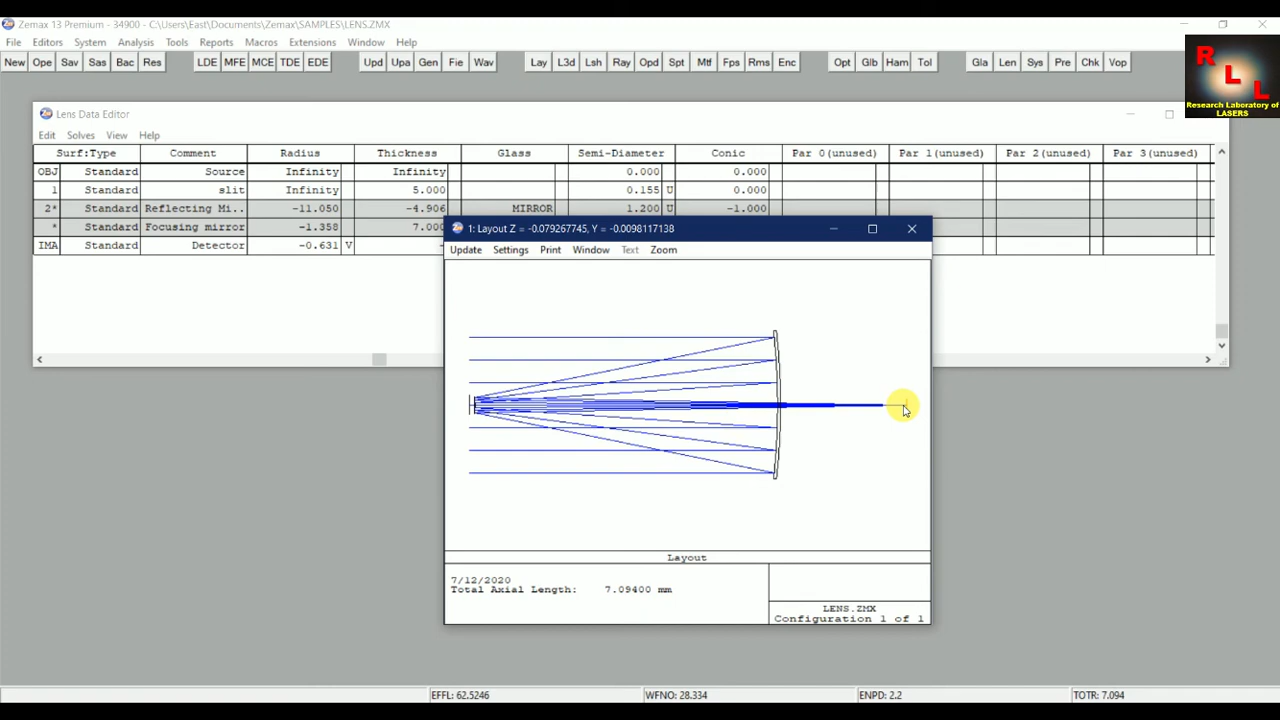 Zemax 13 Premium - 34900 - C:\Users\East\Documents\Zemax\SAMPLES\LENS.ZMX
File Editors System Analysis Tools Reports Macros Extensions Window Help
New Ope Sav Sas Bac Res LDE MFE MCE TDE EDE Upd Upa Gen Fie Wav Lay L3d Lsh Ray Opd Spt Mtf Fps Rms Enc Opt Glb Ham Tol Gla Len Sys Pre Chk Vop
R L L
Research Laboratory of LASERS
Lens Data Editor
Edit Solves View Help
Surf:Type Comment Radius Thickness Glass Semi-Diameter Conic Par 0(unused) Par 1(unused) Par 2(unused) Par 3(unused)
OBJ Standard Source Infinity Infinity 0.000 0.000
1 Standard slit Infinity 5.000 0.155 U 0.000
2* Standard Reflecting Mi.. -11.050 -4.906 MIRROR 1.200 U -1.000
* Standard Focusing mirror -1.358 7.000
IMA Standard Detector -0.631 V -
1: Layout Z = -0.079267745, Y = -0.0098117138
Update Settings Print Window Text Zoom
Layout
7/12/2020
Total Axial Length: 7.09400 mm
LENS.ZMX
Configuration 1 of 1
EFFL: 62.5246 WFNO: 28.334 ENPD: 2.2 TOTR: 7.094